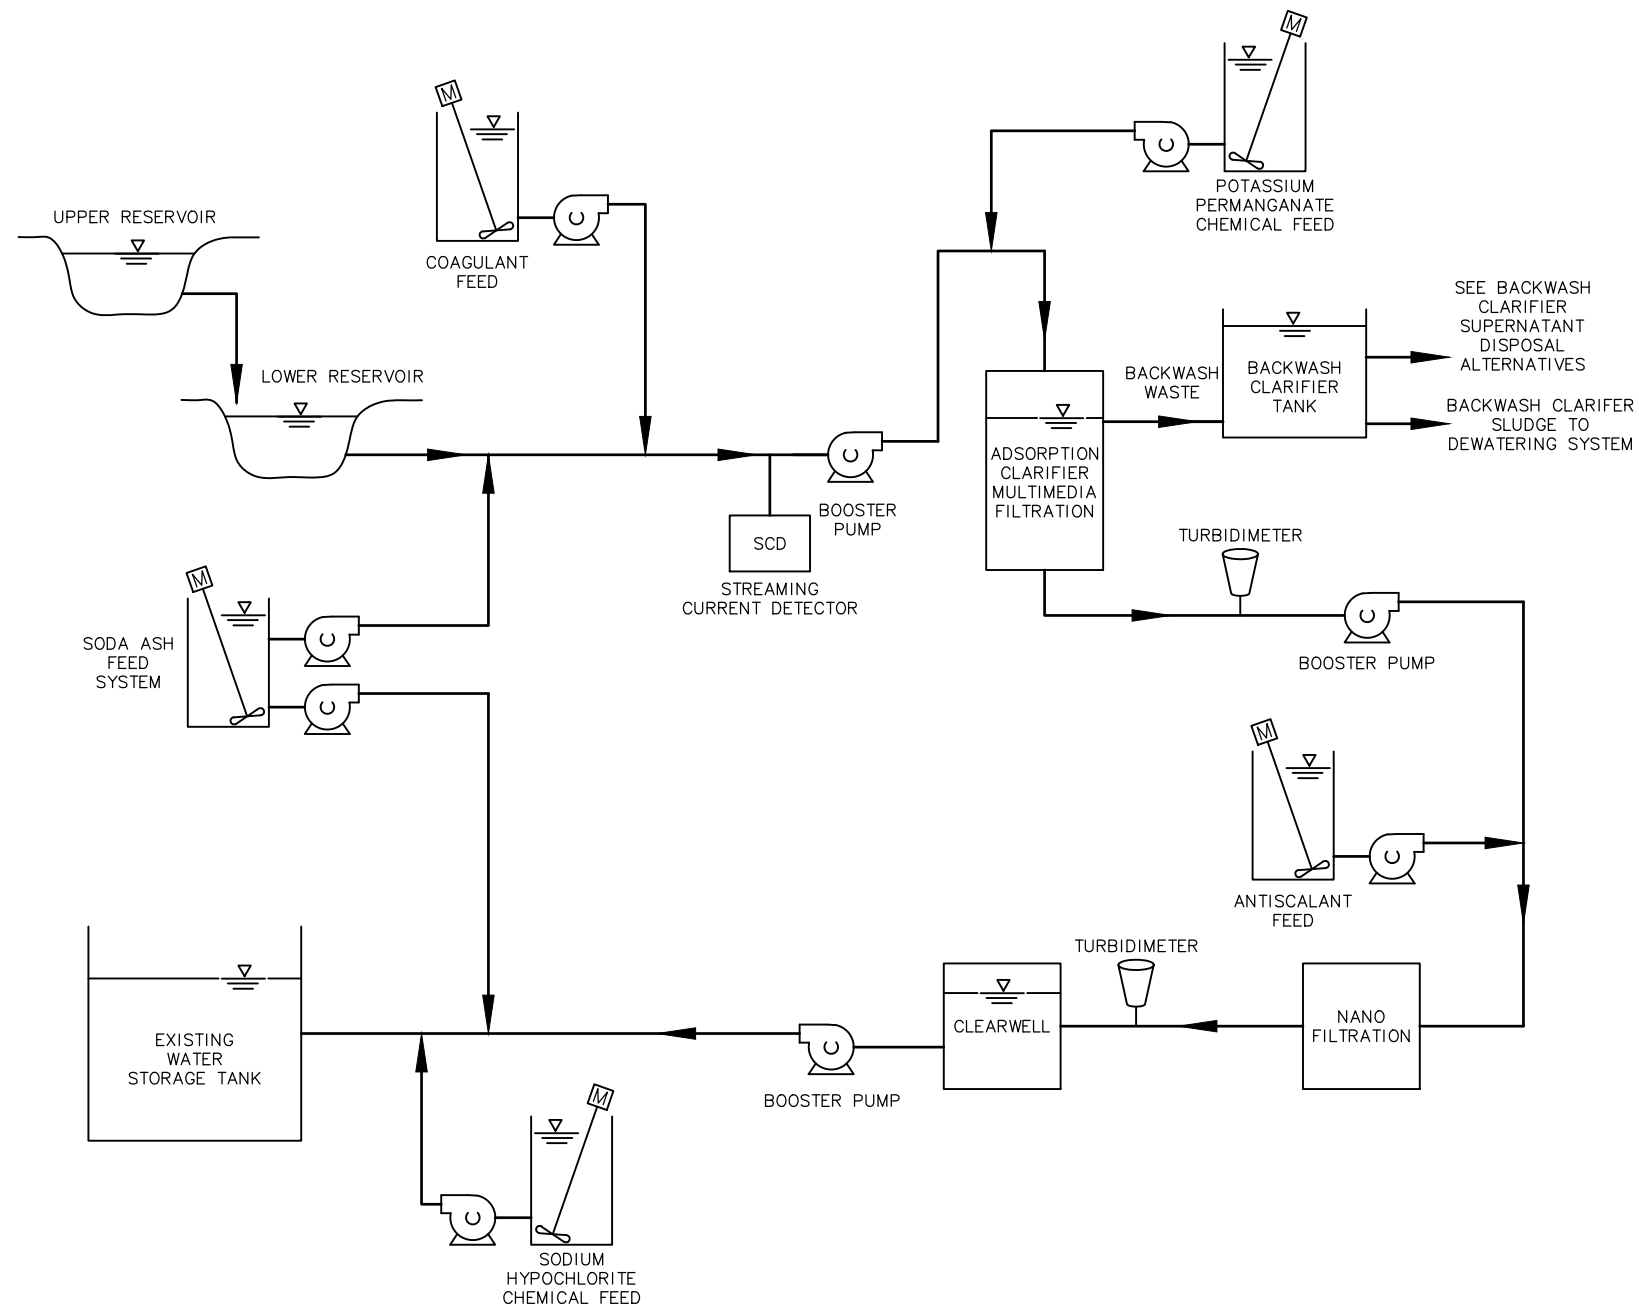 M
POTASSIUM
PERMANGANATE
CHEMICAL FEED
C
M
COAGULANT
FEED
C
UPPER RESERVOIR
LOWER RESERVOIR
SEE BACKWASH
CLARIFIER
SUPERNATANT
DISPOSAL
ALTERNATIVES
BACKWASH
WASTE
BACKWASH
CLARIFIER
TANK
BACKWASH CLARIFER
SLUDGE TO
DEWATERING SYSTEM
ADSORPTION
CLARIFIER
MULTIMEDIA
FILTRATION
C
BOOSTER
PUMP
SCD
STREAMING
CURRENT DETECTOR
TURBIDIMETER
C
BOOSTER PUMP
M
SODA ASH
FEED
SYSTEM
C
C
M
C
ANTISCALANT
FEED
TURBIDIMETER
NANO
FILTRATION
CLEARWELL
C
BOOSTER PUMP
EXISTING
WATER
STORAGE TANK
M
C
SODIUM
HYPOCHLORITE
CHEMICAL FEED